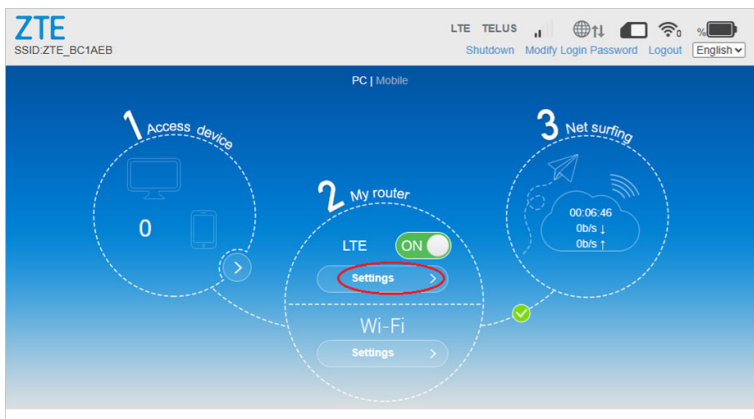 ZTE
SSID:ZTE_BC1AEB
LTE TELUS
0
%
Shutdown Modify Login Password Logout English
PC | Mobile
1 Access device
0
2 My router
LTE ON
Settings
Wi-Fi
Settings
3 Net surfing
00:06:46
0b/s ↓
0b/s ↑